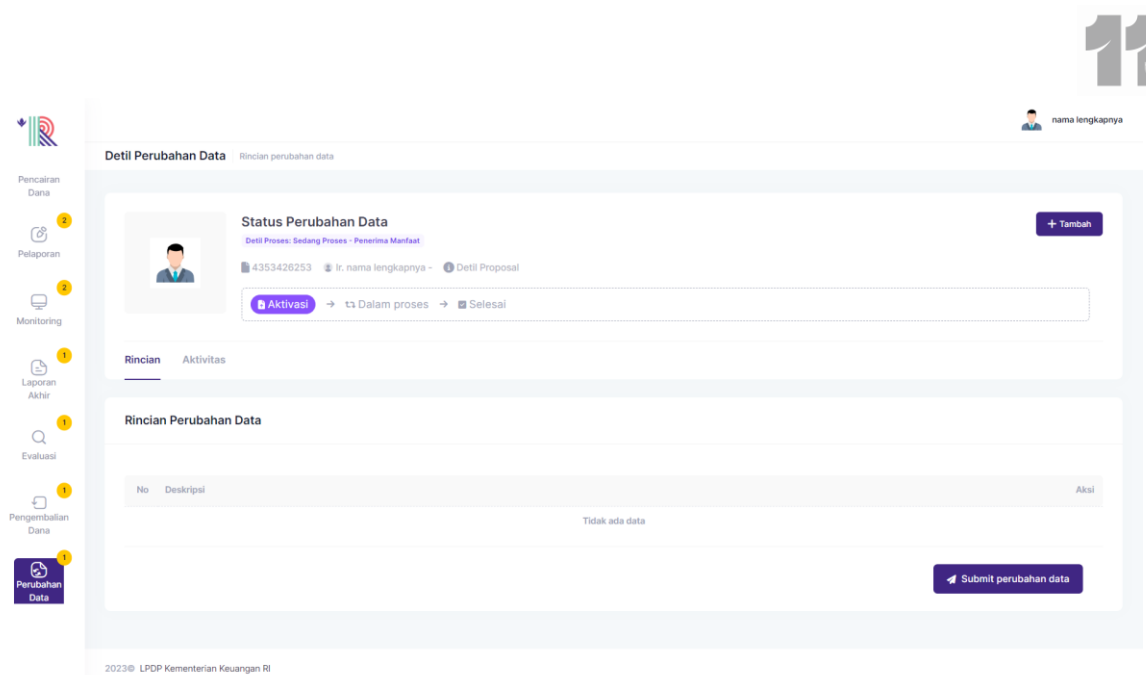 11
nama lengkapnya
Detil Perubahan Data Rincian perubahan data
Pencairan
Dana
2
Pelaporan
2
Monitoring
1
Laporan
Akhir
1
Evaluasi
1
Pengembalian
Dana
1
Perubahan
Data
Status Perubahan Data
+ Tambah
Detil Proses: Sedang Proses - Penerima Manfaat
4353426253 Ir. nama lengkapnya - Detil Proposal
Aktivasi → Dalam proses → Selesai
Rincian Aktivitas
Rincian Perubahan Data
No Deskripsi Aksi
Tidak ada data
Submit perubahan data
2023© LPDP Kementerian Keuangan RI